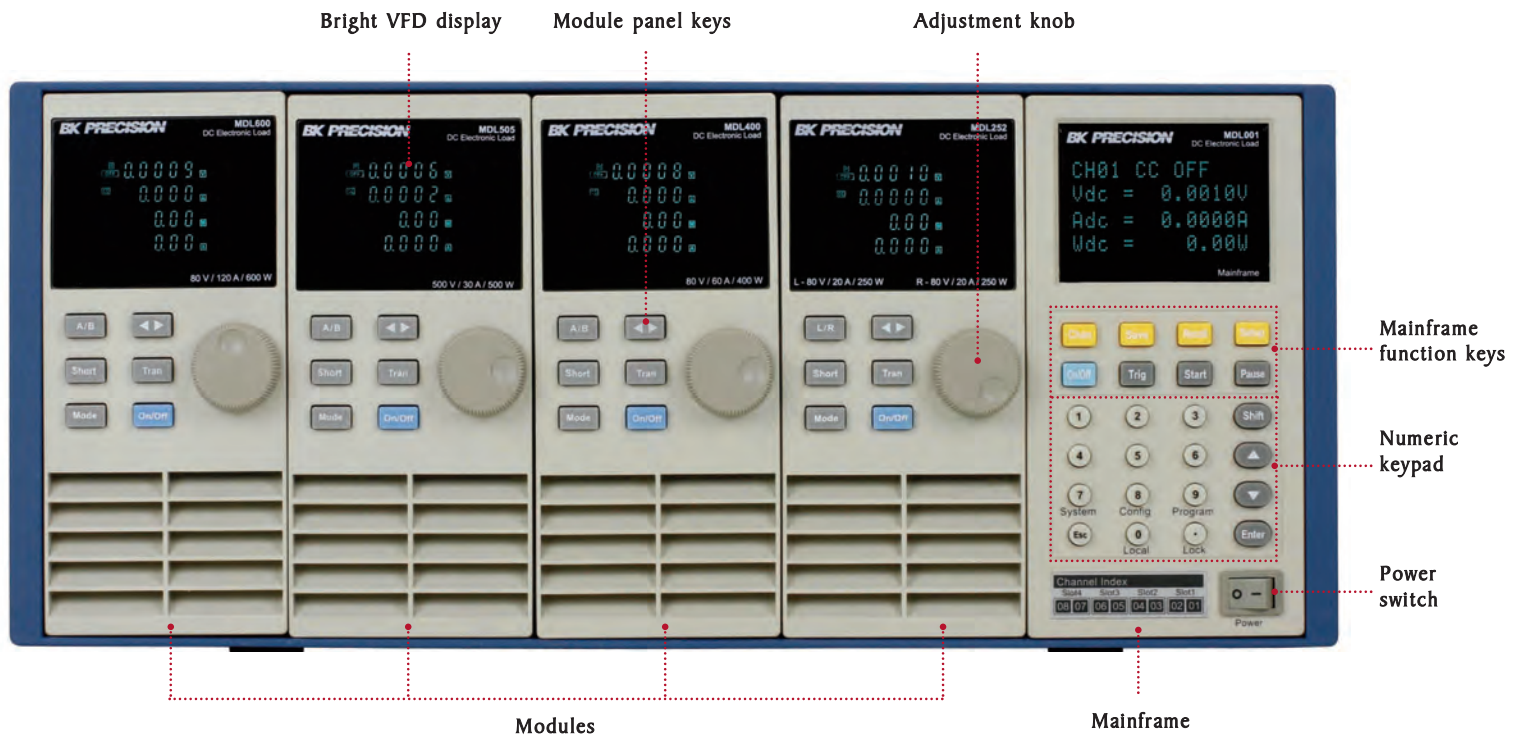 Bright VFD display
Module panel keys
Adjustment knob
BK PRECISION MDL600
DC Electronic Load
0.0009
0.000
0.00
0.00
80 V / 120 A / 600 W
A/B
Short Tran
Mode On/Off
BK PRECISION MDL505
DC Electronic Load
0.0006
0.0002
0.00
0.000
500 V / 30 A / 500 W
A/B
Short Tran
Mode On/Off
BK PRECISION MDL400
DC Electronic Load
0.0008
0.000
0.00
0.000
80 V / 60 A / 400 W
A/B
Short Tran
Mode On/Off
BK PRECISION MDL252
DC Electronic Load
0.0010
0.0000
0.00
0.000
L - 80 V / 20 A / 250 W R - 80 V / 20 A / 250 W
L/R
Short Tran
Mode On/Off
BK PRECISION MDL001
DC Electronic Load
CH01 CC OFF
Vdc = 0.0010V
Adc = 0.0000A
Wdc = 0.00W
Mainframe
Chan Save Recall
On/Off Trig Start Pause
1 2 3 Shift
4 5 6
7 8 9
System Config Program
Esc 0 . Enter
Local Lock
Channel Index
Slot4 Slot3 Slot2 Slot1
08 07 06 05 04 03 02 01
Power
Mainframe
function keys
Numeric
keypad
Power
switch
Modules
Mainframe